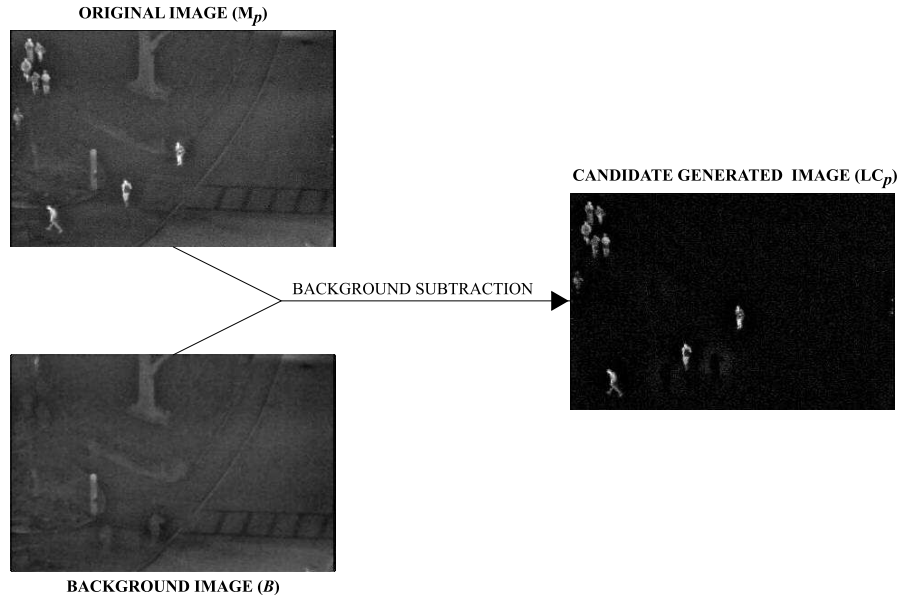 ORIGINAL IMAGE (Mp)
CANDIDATE GENERATED IMAGE (LCp)
BACKGROUND SUBTRACTION
BACKGROUND IMAGE (B)